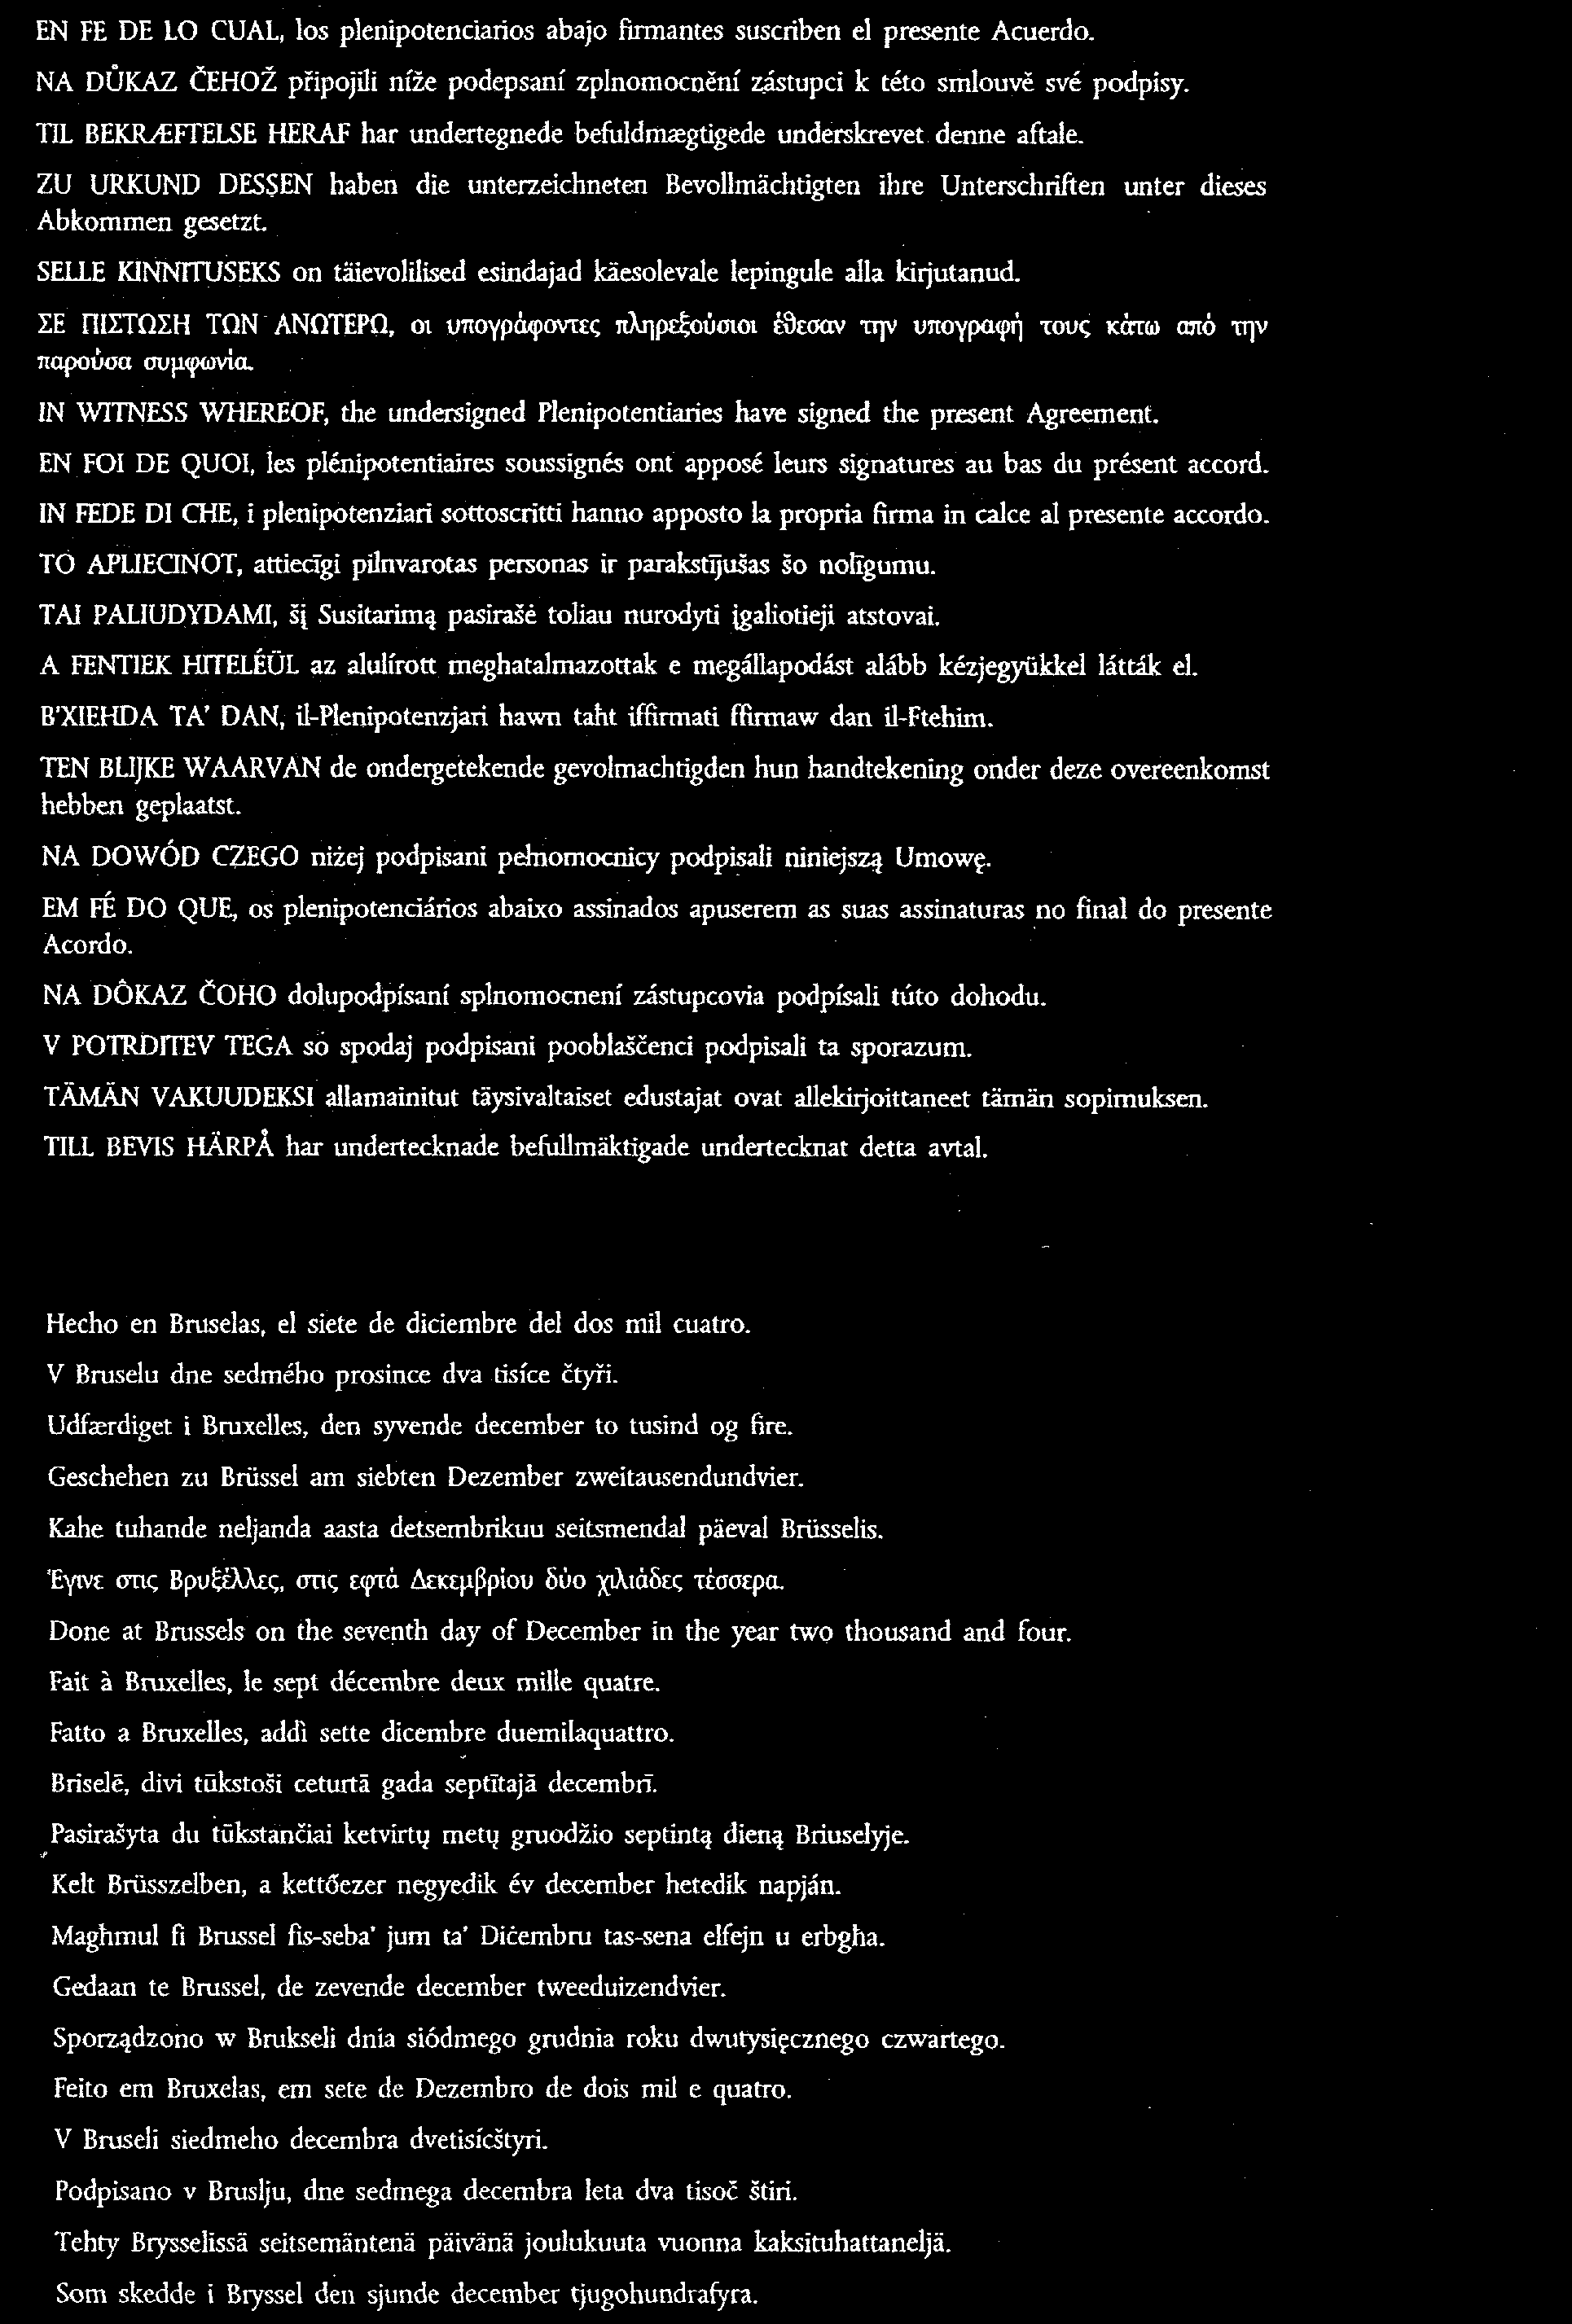 EN FE DE LO CUAL, los plenipotenciarios abajo firmantes suscriben el presente Acuerdo.
NA DŮKAZ ČEHOŽ připojili níže podepsaní zplnomocnění zástupci k této smlouvě své podpisy.
TIL BEKRÆFTELSE HERAF har undertegnede befuldmægtigede underskrevet denne aftale.
ZU URKUND DESSEN haben die unterzeichneten Bevollmächtigten ihre Unterschriften unter dieses
Abkommen gesetzt.
SELLE KINNITUSEKS on täievolilised esindajad käesolevale lepingule alla kirjutanud.
ΣΕ ΠΙΣΤΩΣΗ ΤΩΝ ΑΝΩΤΕΡΩ, οι υπογράφοντες πληρεξούσιοι έθεσαν την υπογραφή τους κάτω από την
παρούσα συμφωνία.
IN WITNESS WHEREOF, the undersigned Plenipotentiaries have signed the present Agreement.
EN FOI DE QUOI, les plénipotentiaires soussignés ont apposé leurs signatures au bas du présent accord.
IN FEDE DI CHE, i plenipotenziari sottoscritti hanno apposto la propria firma in calce al presente accordo.
TO APLIECINOT, attiecīgi pilnvarotas personas ir parakstījušas šo nolīgumu.
TAI PALIUDYDAMI, šį Susitarimą pasirašė toliau nurodyti įgaliotieji atstovai.
A FENTIEK HITELÉÜL az alulírott meghatalmazottak e megállapodást alább kézjegyükkel látták el.
B'XIEHDA TA' DAN, il-Plenipotenzjari hawn taħt iffirmati ffirmaw dan il-Ftehim.
TEN BLIJKE WAARVAN de ondergetekende gevolmachtigden hun handtekening onder deze overeenkomst
hebben geplaatst.
NA DOWÓD CZEGO niżej podpisani pełnomocnicy podpisali niniejszą Umowę.
EM FÉ DO QUE, os plenipotenciários abaixo assinados apuserem as suas assinaturas no final do presente
Acordo.
NA DÔKAZ ČOHO dolupodpísaní splnomocnení zástupcovia podpísali túto dohodu.
V POTRDITEV TEGA so spodaj podpisani pooblaščenci podpisali ta sporazum.
TÄMÄN VAKUUDEKSI allamainitut täysivaltaiset edustajat ovat allekirjoittaneet tämän sopimuksen.
TILL BEVIS HÄRPÅ har undertecknade befullmäktigade undertecknat detta avtal.
Hecho en Bruselas, el siete de diciembre del dos mil cuatro.
V Bruselu dne sedmého prosince dva tisíce čtyři.
Udfærdiget i Bruxelles, den syvende december to tusind og fire.
Geschehen zu Brüssel am siebten Dezember zweitausendundvier.
Kahe tuhande neljanda aasta detsembrikuu seitsmendal päeval Brüsselis.
Έγινε στις Βρυξέλλες, στις εφτά Δεκεμβρίου δύο χιλιάδες τέσσερα.
Done at Brussels on the seventh day of December in the year two thousand and four.
Fait à Bruxelles, le sept décembre deux mille quatre.
Fatto a Bruxelles, addì sette dicembre duemilaquattro.
Briselē, divi tūkstoši ceturtā gada septītajā decembrī.
Pasirašyta du tūkstančiai ketvirtų metų gruodžio septintą dieną Briuselyje.
Kelt Brüsszelben, a kettőezer negyedik év december hetedik napján.
Magħmul fi Brussel fis-seba' jum ta' Diċembru tas-sena elfejn u erbgħa.
Gedaan te Brussel, de zevende december tweeduizendvier.
Sporządzono w Brukseli dnia siódmego grudnia roku dwutysięcznego czwartego.
Feito em Bruxelas, em sete de Dezembro de dois mil e quatro.
V Bruseli siedmeho decembra dvetisícštyri.
Podpisano v Bruslju, dne sedmega decembra leta dva tisoč štiri.
Tehty Brysselissä seitsemäntenä päivänä joulukuuta vuonna kaksituhattaneljä.
Som skedde i Bryssel den sjunde december tjugohundrafyra.